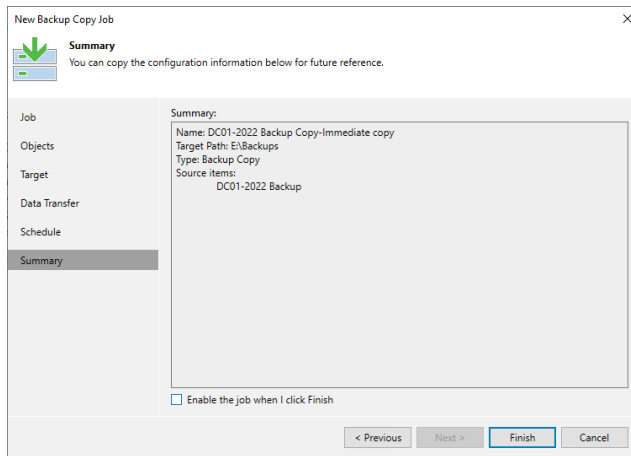 New Backup Copy Job
Summary
You can copy the configuration information below for future reference.
Job
Objects
Target
Data Transfer
Schedule
Summary
Summary:
Name: DC01-2022 Backup Copy-Immediate copy
Target Path: E:\Backups
Type: Backup Copy
Source items:
DC01-2022 Backup
Enable the job when I click Finish
< Previous
Next >
Finish
Cancel